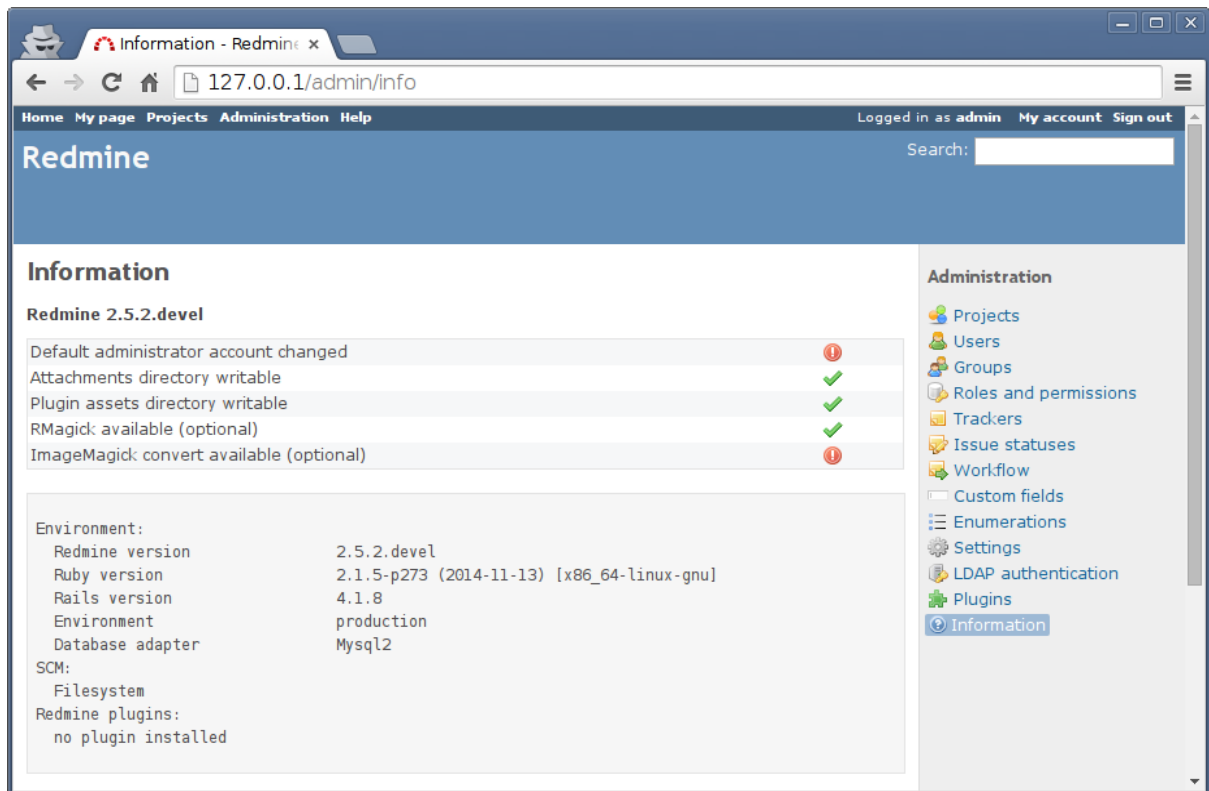 Information - Redmine
127.0.0.1/admin/info
Home My page Projects Administration Help
Logged in as admin My account Sign out
Redmine
Search:
Information
Redmine 2.5.2.devel
Default administrator account changed
Attachments directory writable
Plugin assets directory writable
RMagick available (optional)
ImageMagick convert available (optional)
Environment:
Redmine version 2.5.2.devel
Ruby version 2.1.5-p273 (2014-11-13) [x86_64-linux-gnu]
Rails version 4.1.8
Environment production
Database adapter Mysql2
SCM:
Filesystem
Redmine plugins:
no plugin installed
Administration
Projects
Users
Groups
Roles and permissions
Trackers
Issue statuses
Workflow
Custom fields
Enumerations
Settings
LDAP authentication
Plugins
Information